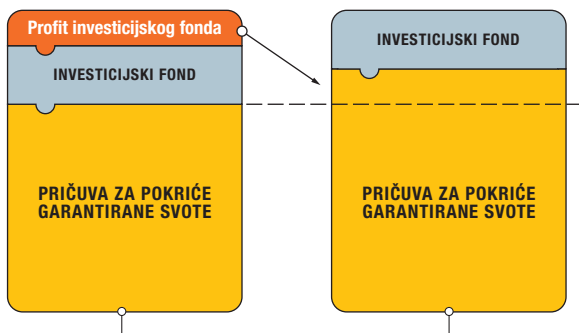 Profit investicijskog fonda
INVESTICIJSKI FOND
PRIČUVA ZA POKRIĆE
GARANTIRANE SVOTE
INVESTICIJSKI FOND
PRIČUVA ZA POKRIĆE
GARANTIRANE SVOTE